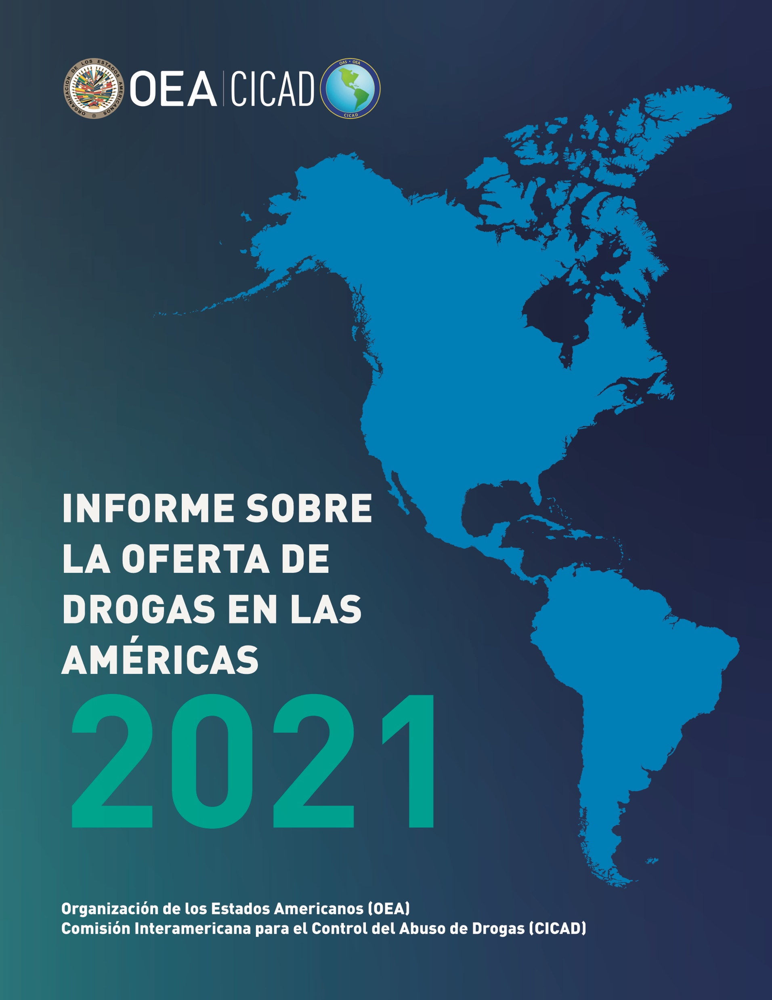 ORGANIZACION DE LOS ESTADOS AMERICANOS
OEA CICAD
OAS • OEA
CICAD
INFORME SOBRE
LA OFERTA DE
DROGAS EN LAS
AMÉRICAS
2021
Organización de los Estados Americanos (OEA)
Comisión Interamericana para el Control del Abuso de Drogas (CICAD)